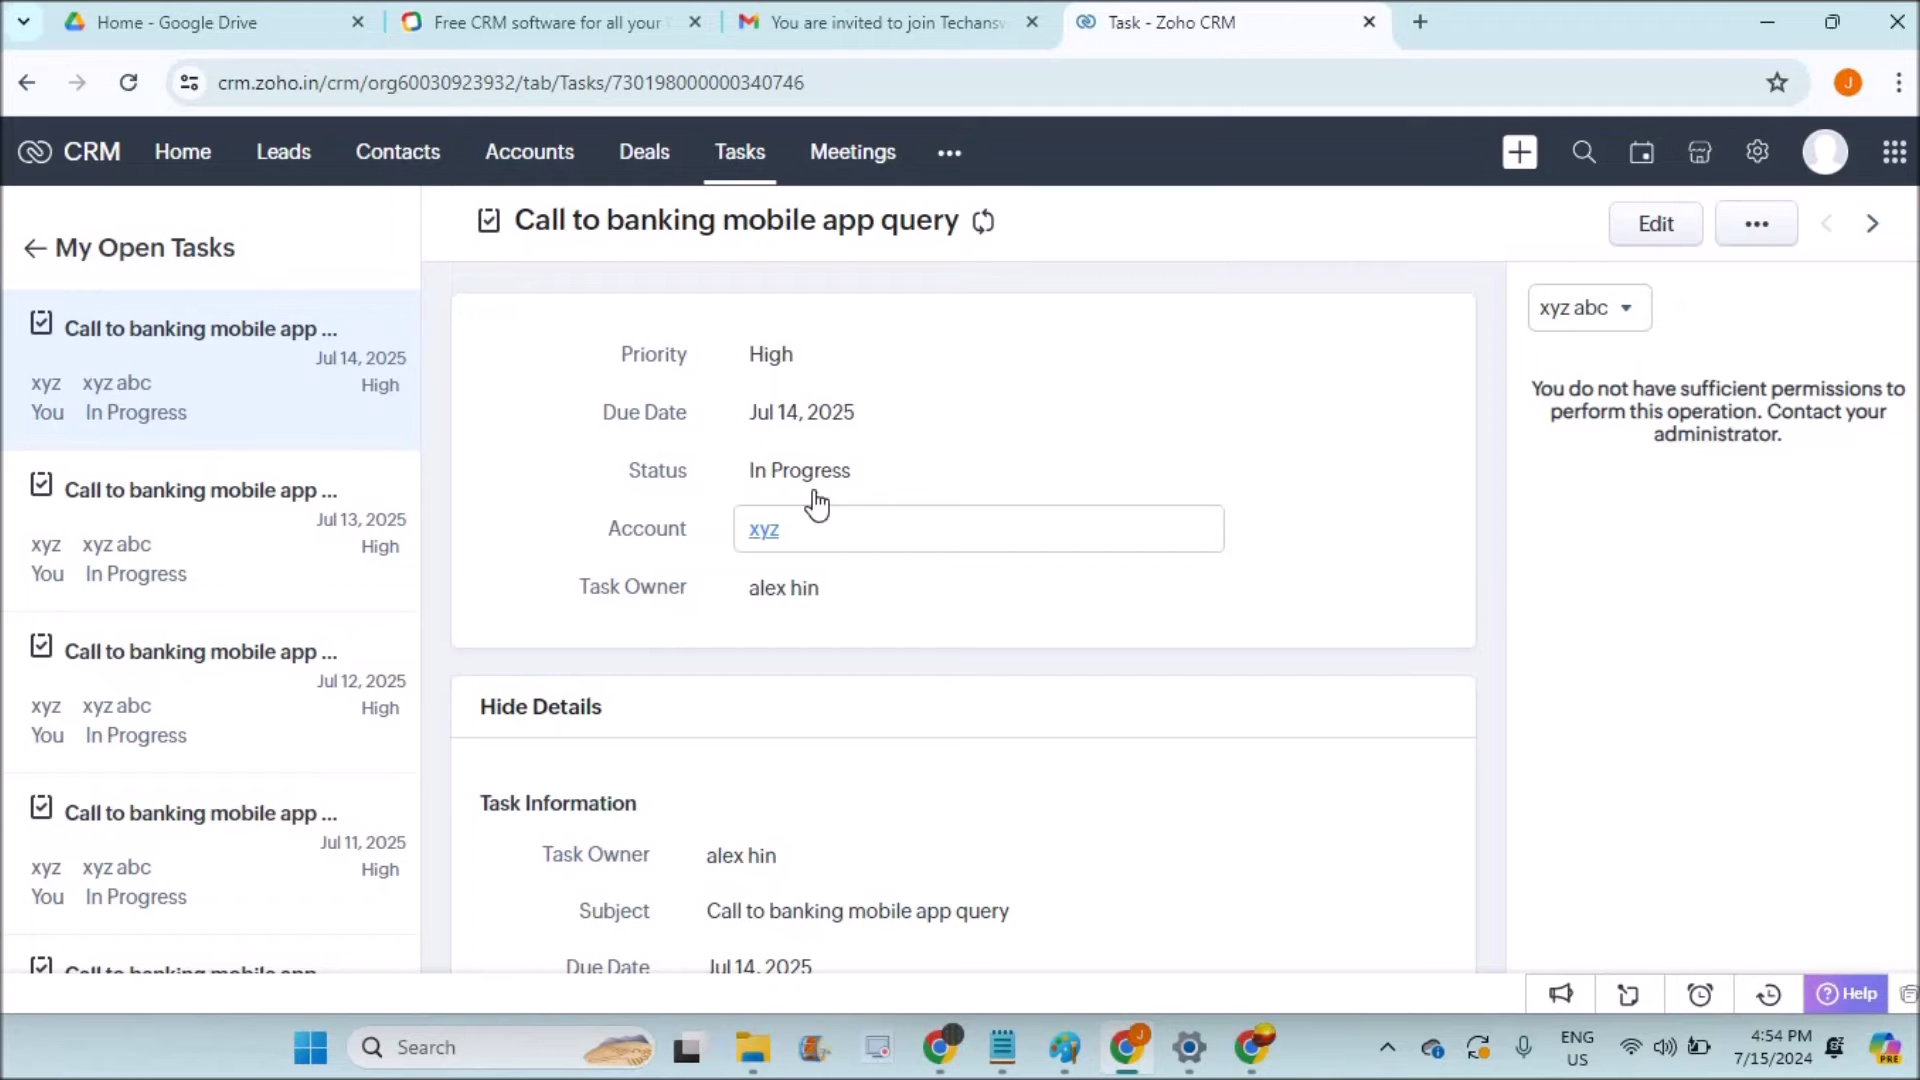 Home - Google Drive
Free CRM software for all your
You are invited to join Techansw
Task - Zoho CRM
crm.zoho.in/crm/org60030923932/tab/Tasks/730198000000340746
J
CRM
Home
Leads
Contacts
Accounts
Deals
Tasks
Meetings
My Open Tasks
Call to banking mobile app ...
Jul 14, 2025
xyz xyz abc High
You In Progress
Call to banking mobile app ...
Jul 13, 2025
xyz xyz abc High
You In Progress
Call to banking mobile app ...
Jul 12, 2025
xyz xyz abc High
You In Progress
Call to banking mobile app ...
Jul 11, 2025
xyz xyz abc High
You In Progress
Call to banking mobile app
Call to banking mobile app query
Edit
Priority High
Due Date Jul 14, 2025
Status In Progress
Account xyz
Task Owner alex hin
Hide Details
Task Information
Task Owner alex hin
Subject Call to banking mobile app query
Due Date Jul 14, 2025
xyz abc
You do not have sufficient permissions to
perform this operation. Contact your
administrator.
Help
Search
J
ENG
US
4:54 PM
7/15/2024
PRE